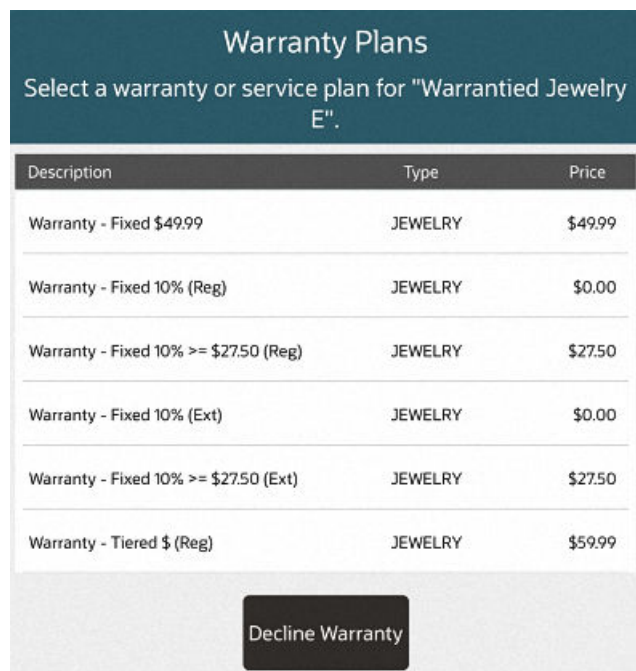 Warranty Plans
Select a warranty or service plan for "Warrantied Jewelry
E".
Description Type Price
Warranty - Fixed $49.99 JEWELRY $49.99
Warranty - Fixed 10% (Reg) JEWELRY $0.00
Warranty - Fixed 10% >= $27.50 (Reg) JEWELRY $27.50
Warranty - Fixed 10% (Ext) JEWELRY $0.00
Warranty - Fixed 10% >= $27.50 (Ext) JEWELRY $27.50
Warranty - Tiered $ (Reg) JEWELRY $59.99
Decline Warranty